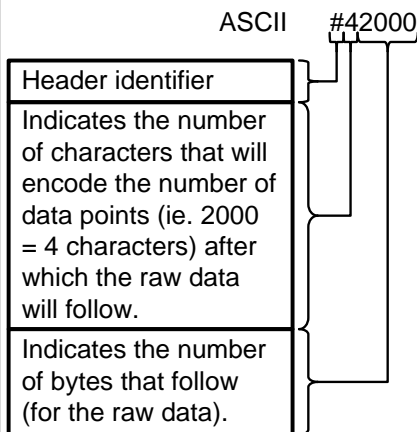 ASCII #42000
Header identifier
Indicates the number
of characters that will
encode the number of
data points (ie. 2000
= 4 characters) after
which the raw data
will follow.
Indicates the number
of bytes that follow
(for the raw data).